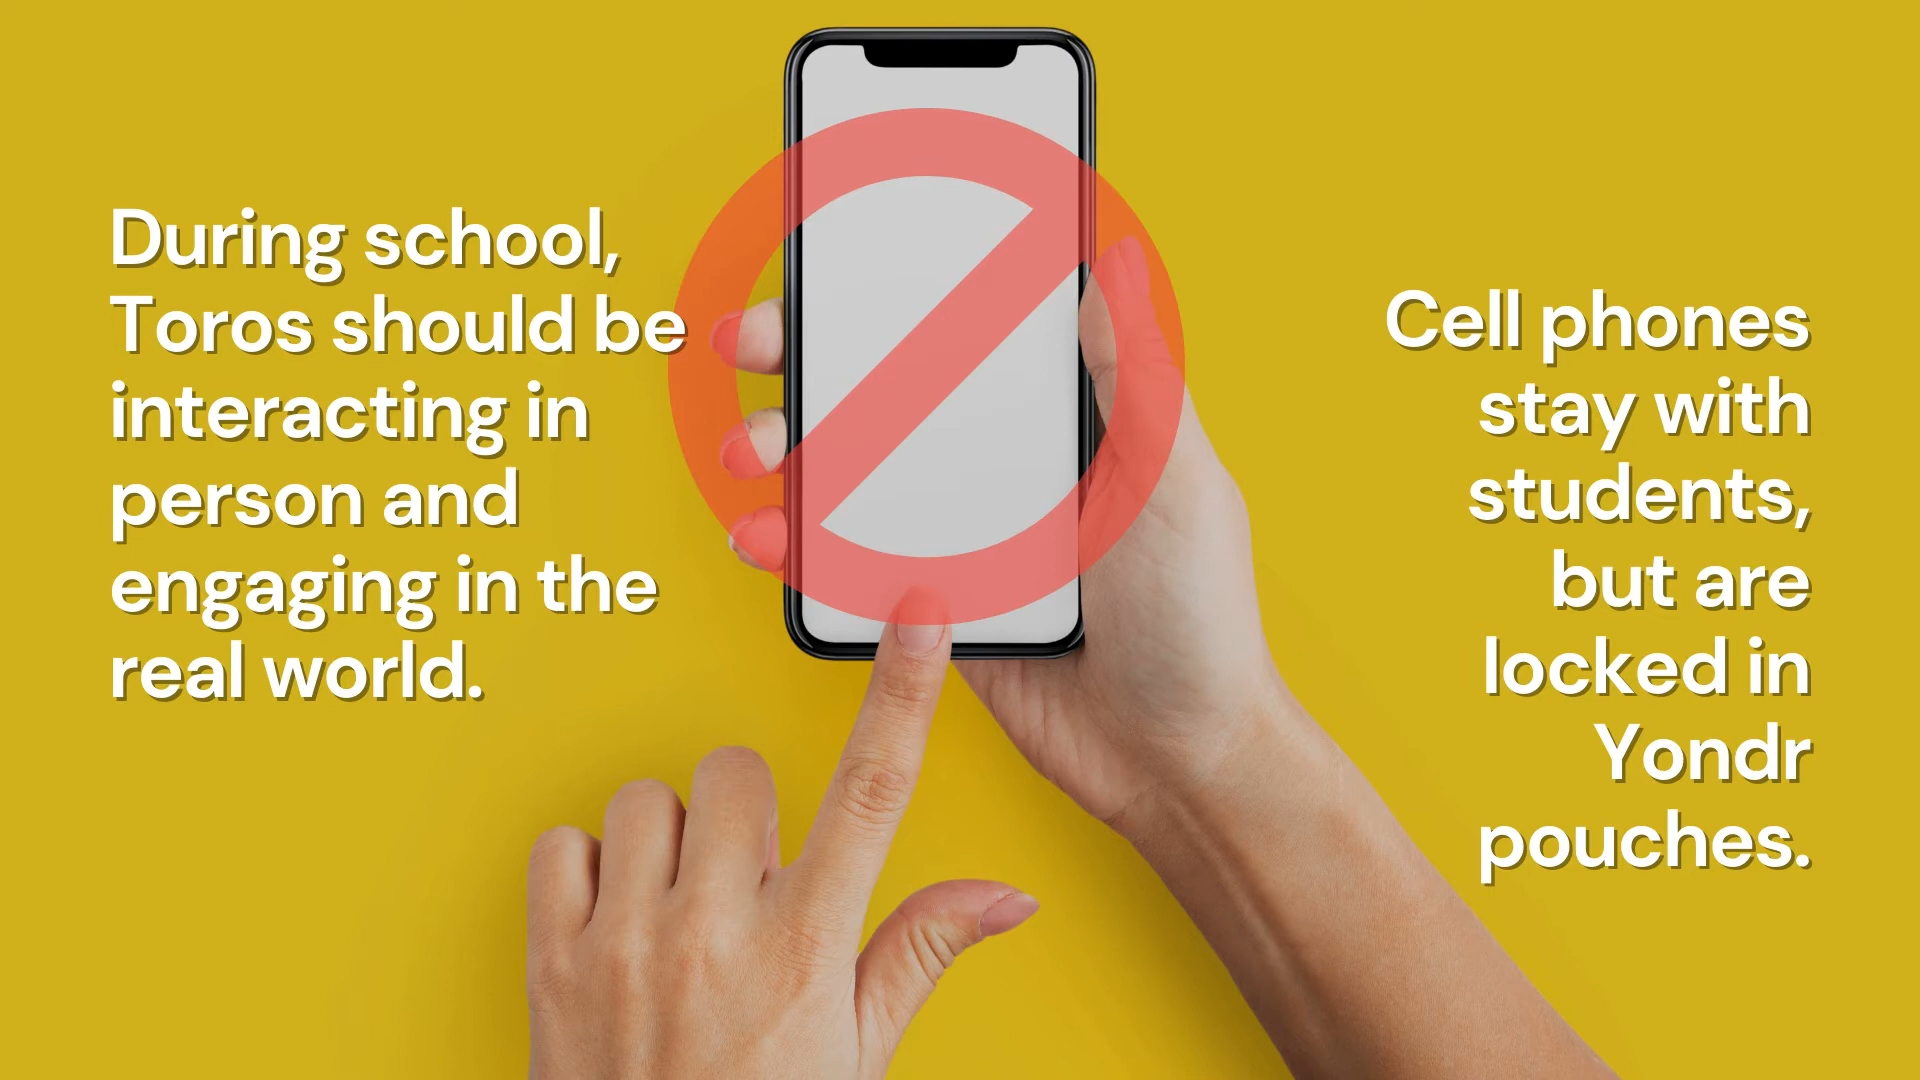 During school,
Toros should be
interacting in
person and
engaging in the
real world.
Cell phones
stay with
students,
but are
locked in
Yondr
pouches.